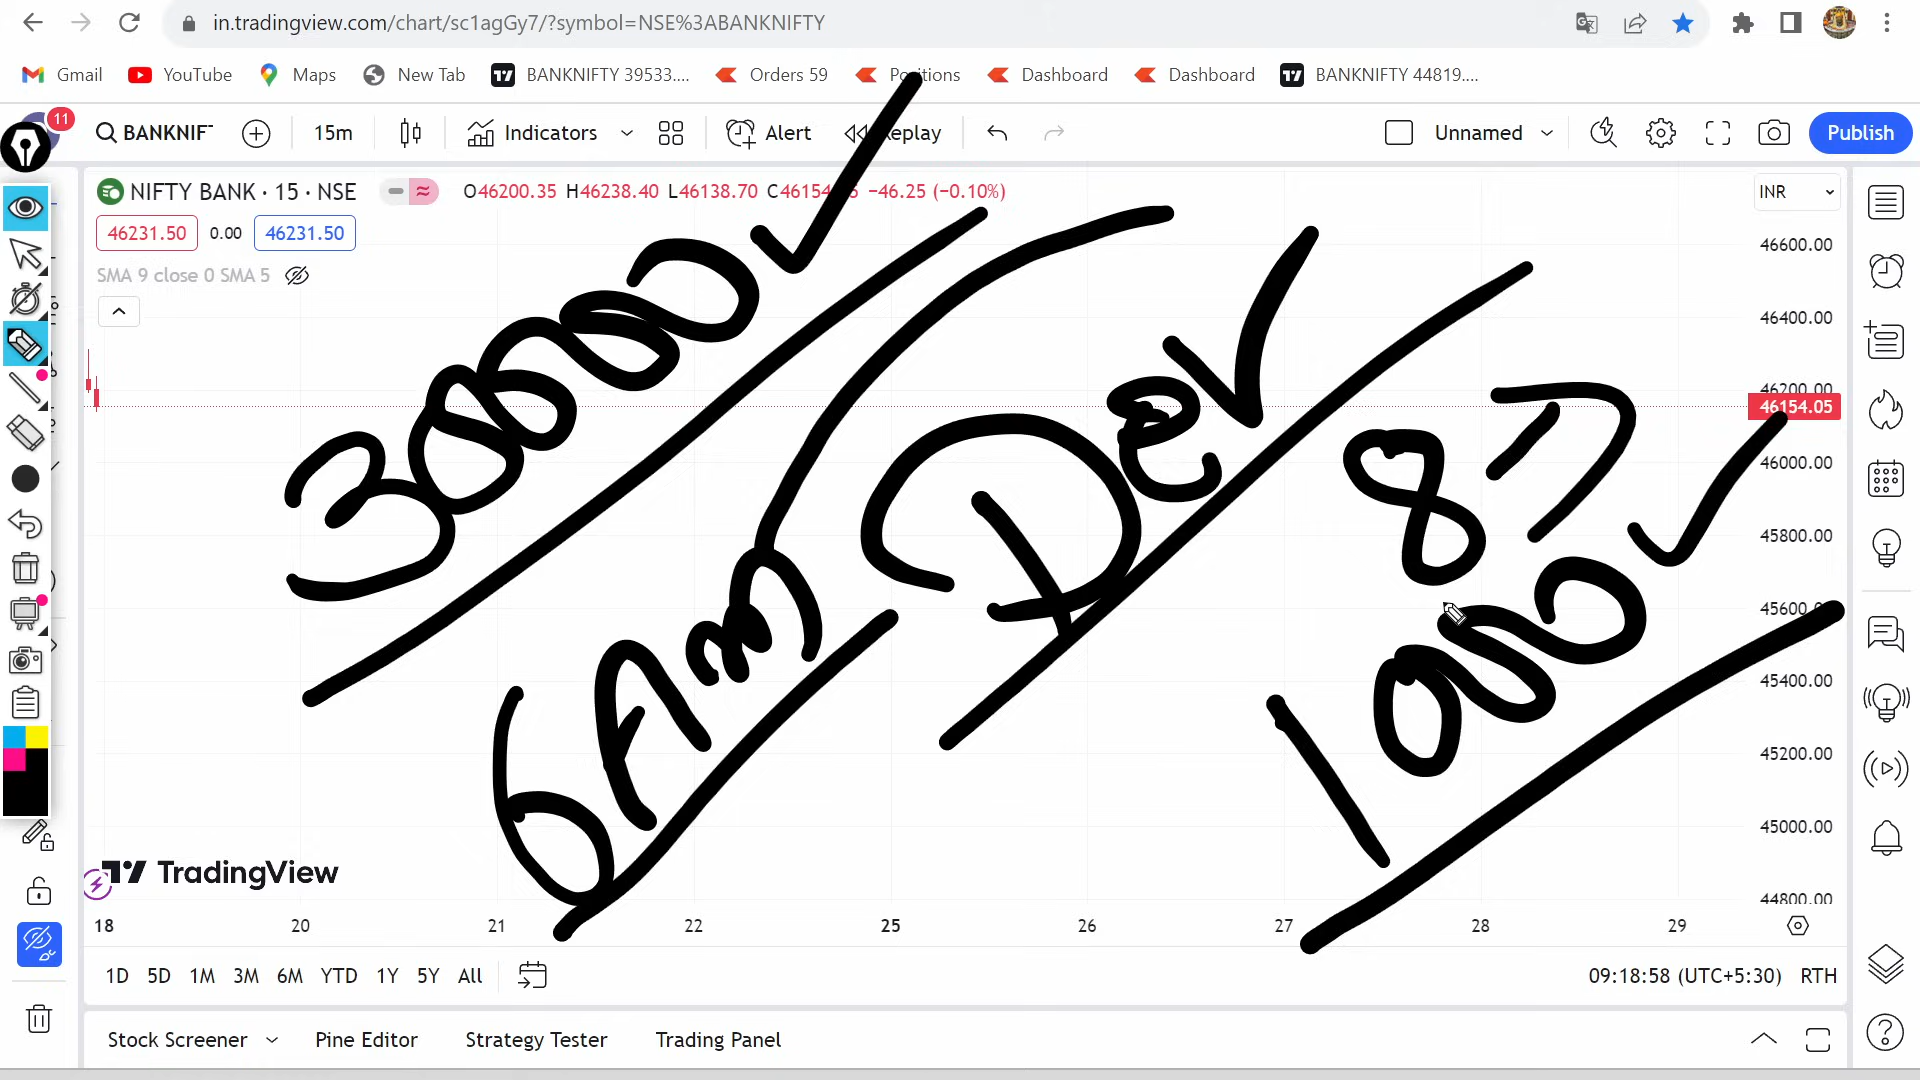 in.tradingview.com/chart/sc1agGy7/?symbol=NSE%3ABANKNIFTY
Gmail YouTube Maps New Tab BANKNIFTY 39533.... Orders 59 Positions Dashboard Dashboard BANKNIFTY 44819....
11 BANKNIF 15m Indicators Alert Replay Unnamed Publish
NIFTY BANK · 15 · NSE O46200.35 H46238.40 L46138.70 C46154. −46.25 (−0.10%) INR
46231.50 0.00 46231.50
SMA 9 close 0 SMA 5
46600.00
46400.00
46200.00
46154.05
46000.00
45800.00
45600.
45400.00
45200.00
45000.00
44800.00
30000
6Am
87
1000
TradingView
18 20 21 22 25 26 27 28 29
1D 5D 1M 3M 6M YTD 1Y 5Y All 09:18:58 (UTC+5:30) RTH
Stock Screener Pine Editor Strategy Tester Trading Panel